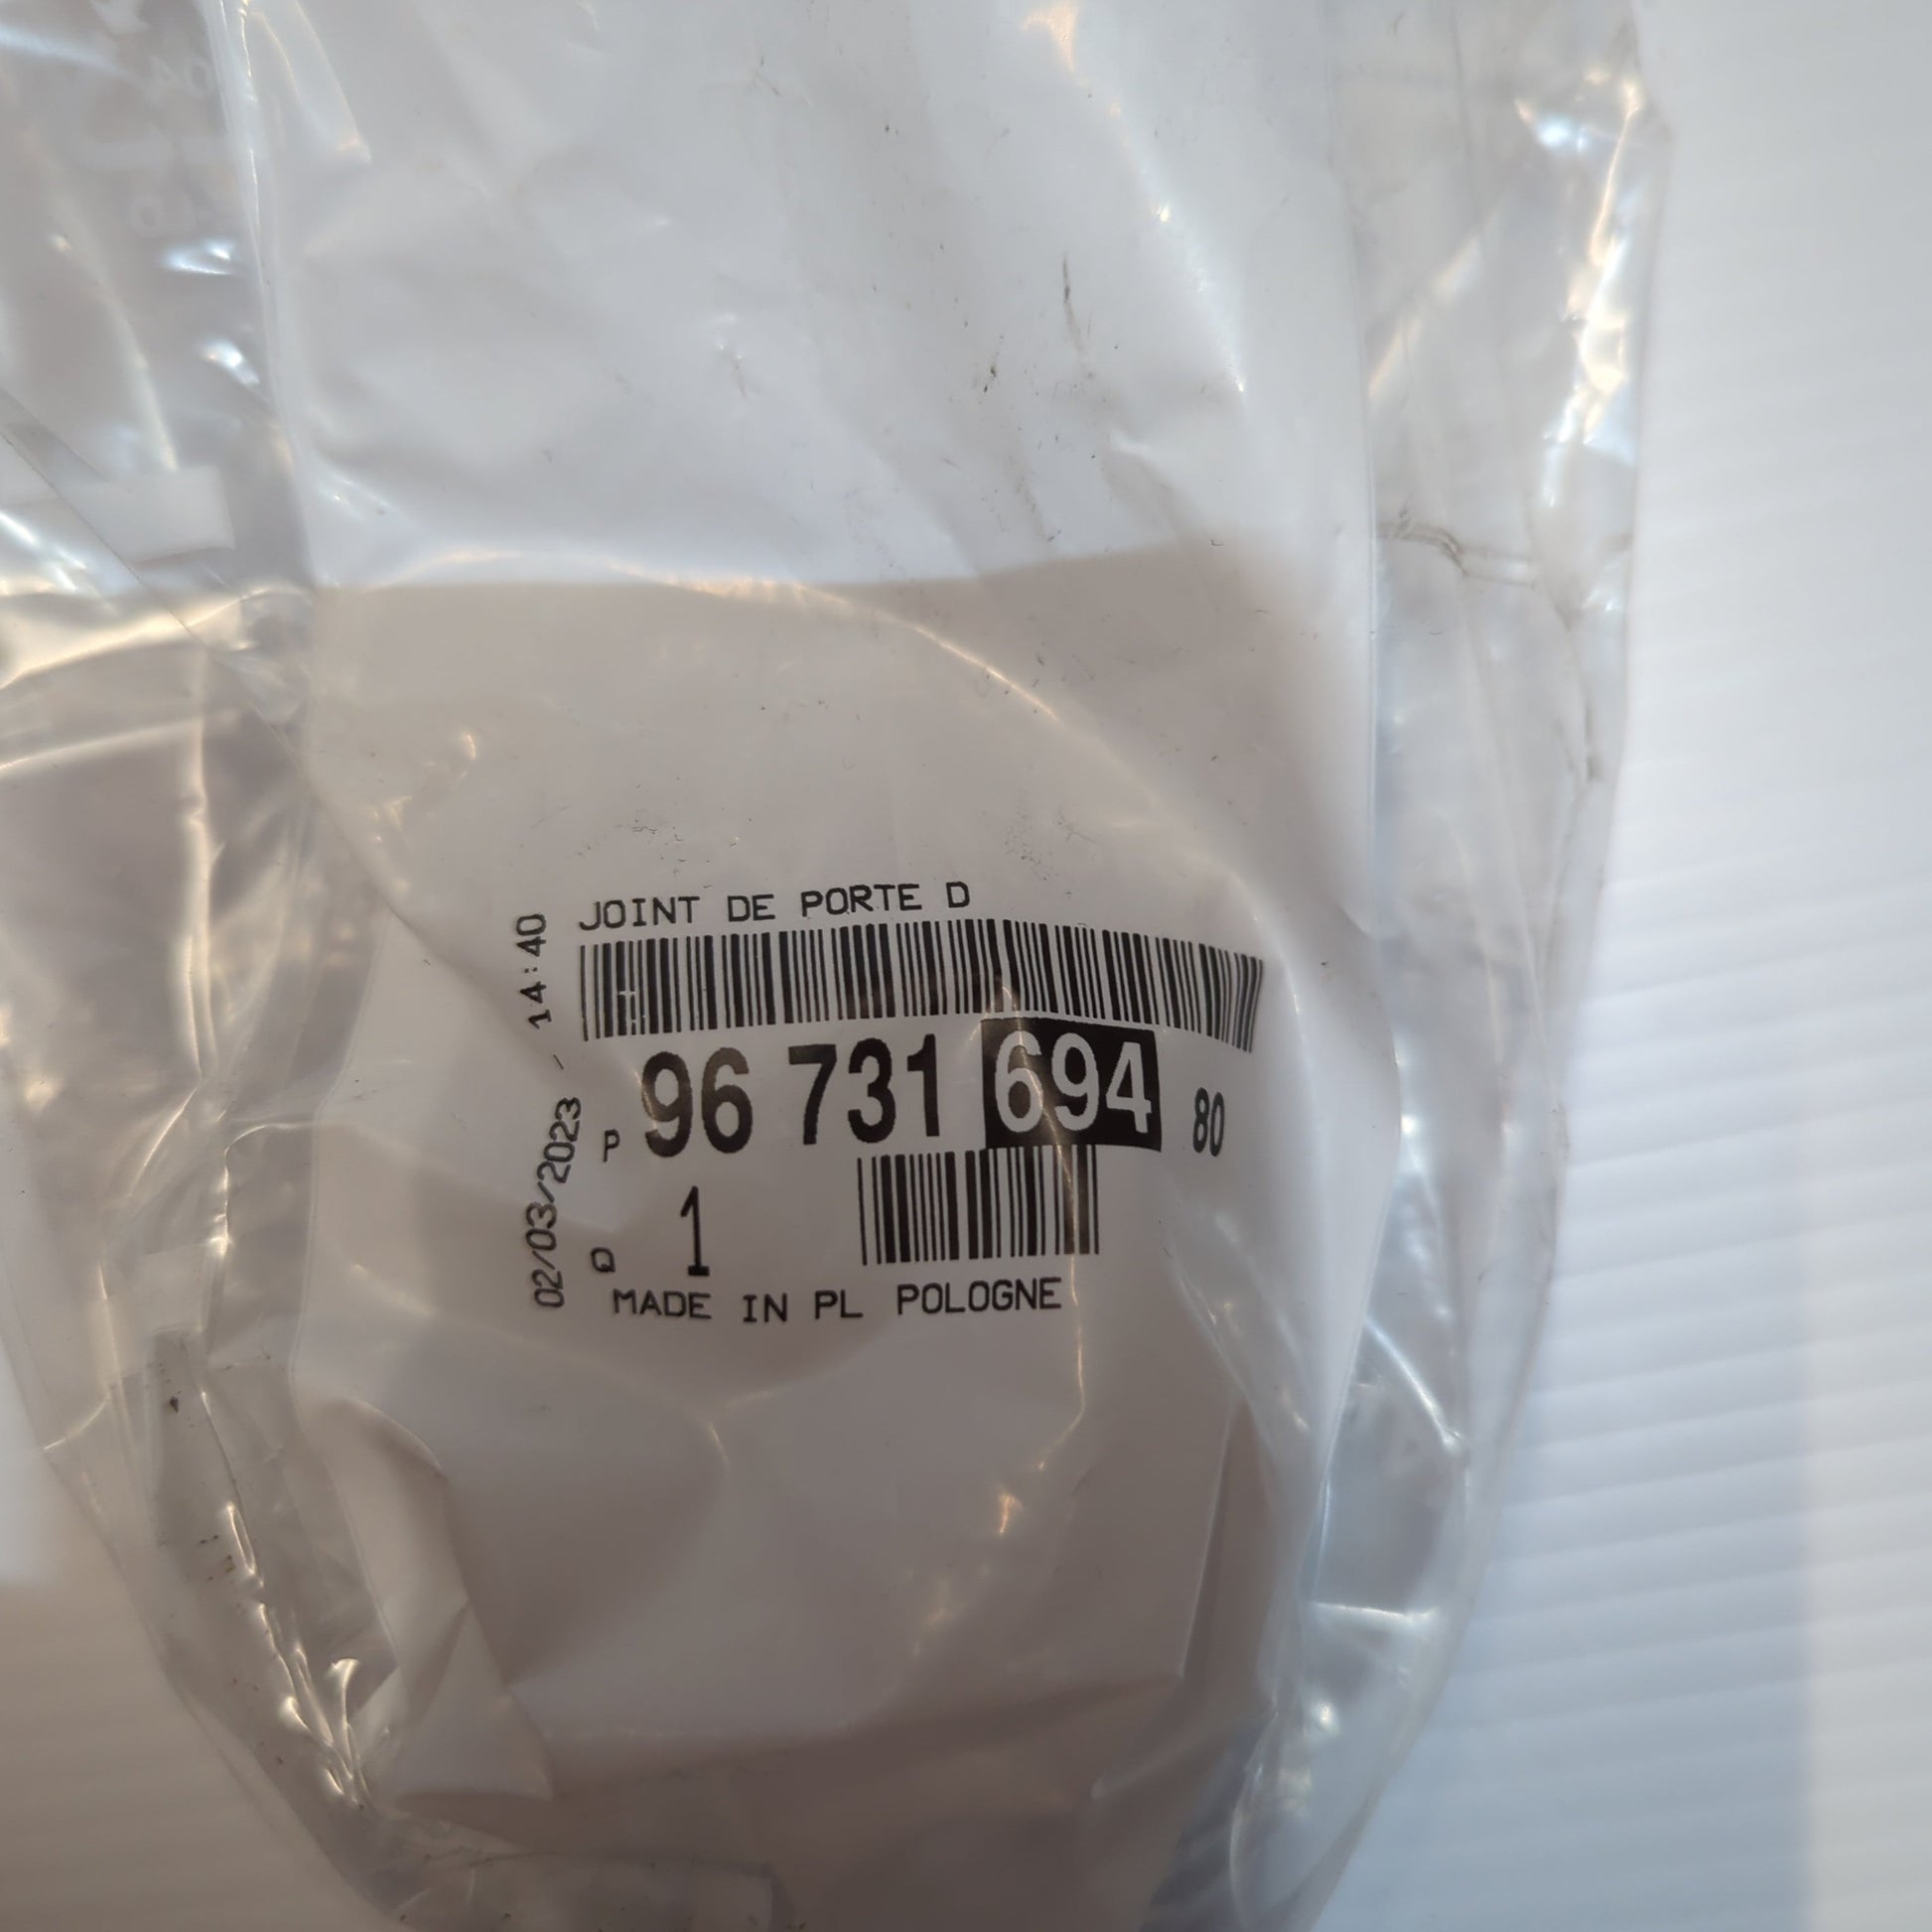 JOINT DE PORTE D
02/03/2023 - 14:40
P 96 731 694 80
Q 1
MADE IN PL POLOGNE